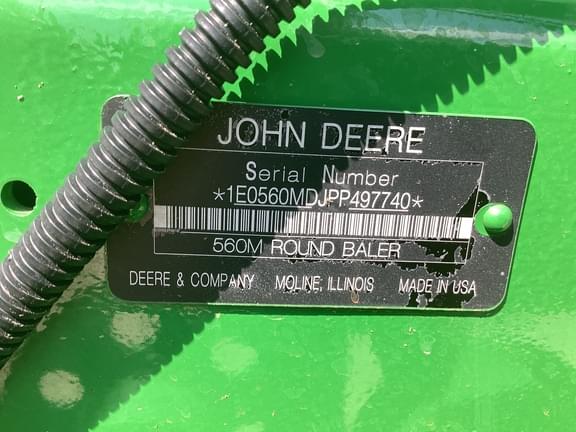 JOHN DEERE
Serial Number
*1E0560MDJPP497740*
560M ROUND BALER
DEERE & COMPANY MOLINE, ILLINOIS MADE IN USA